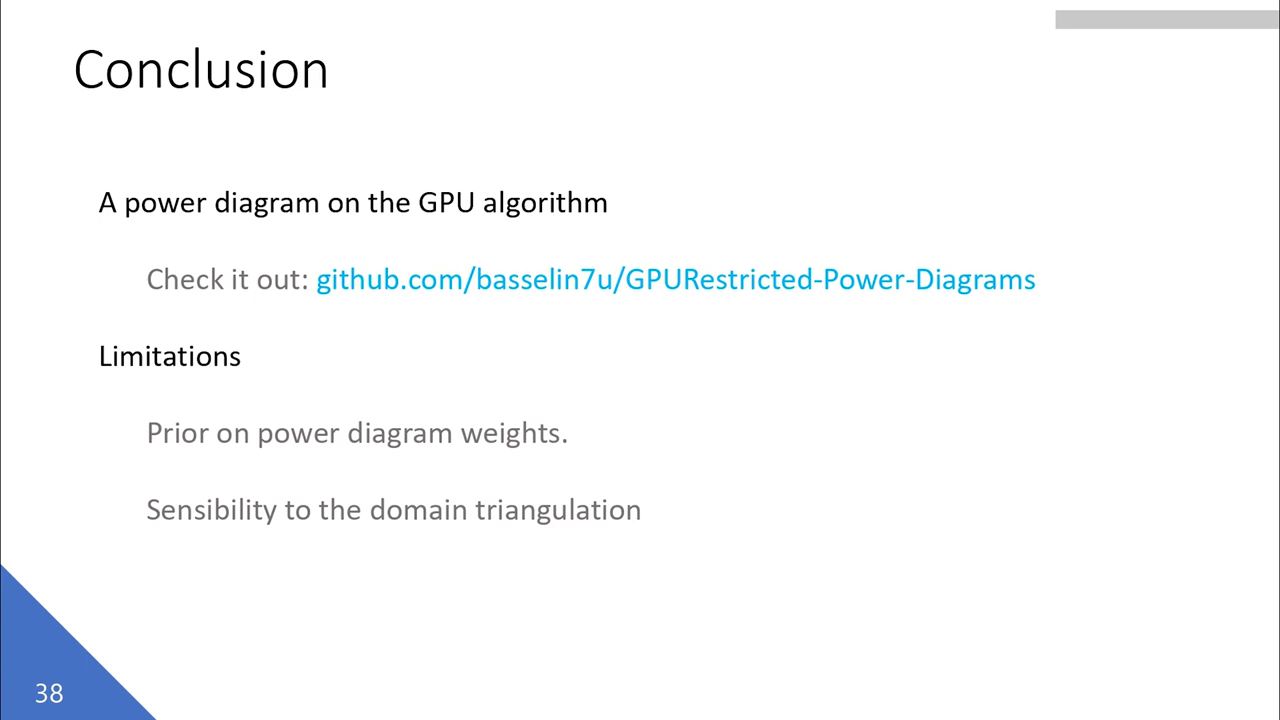 Conclusion
A power diagram on the GPU algorithm
Check it out: github.com/basselin7u/GPURestricted-Power-Diagrams
Limitations
Prior on power diagram weights.
Sensibility to the domain triangulation
38